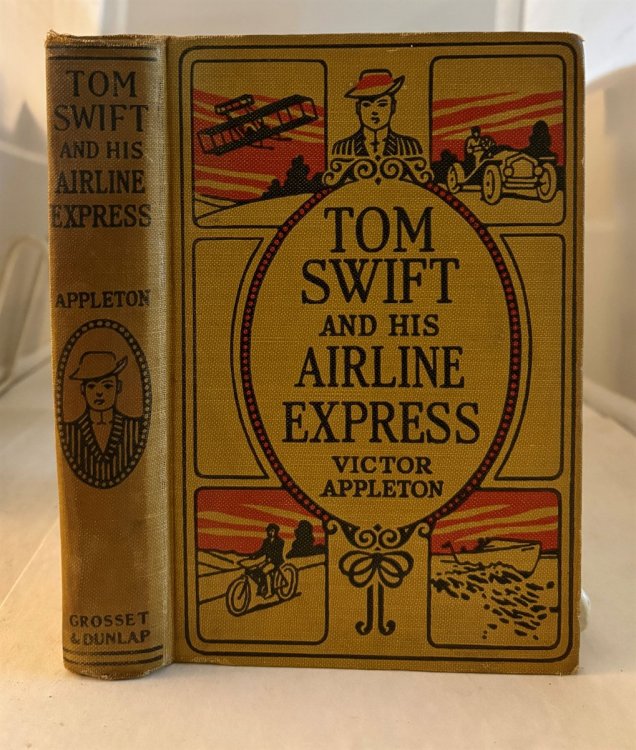 TOM
SWIFT
AND HIS
AIRLINE
EXPRESS
APPLETON
GROSSET
& DUNLAP
TOM
SWIFT
AND HIS
AIRLINE
EXPRESS
VICTOR
APPLETON